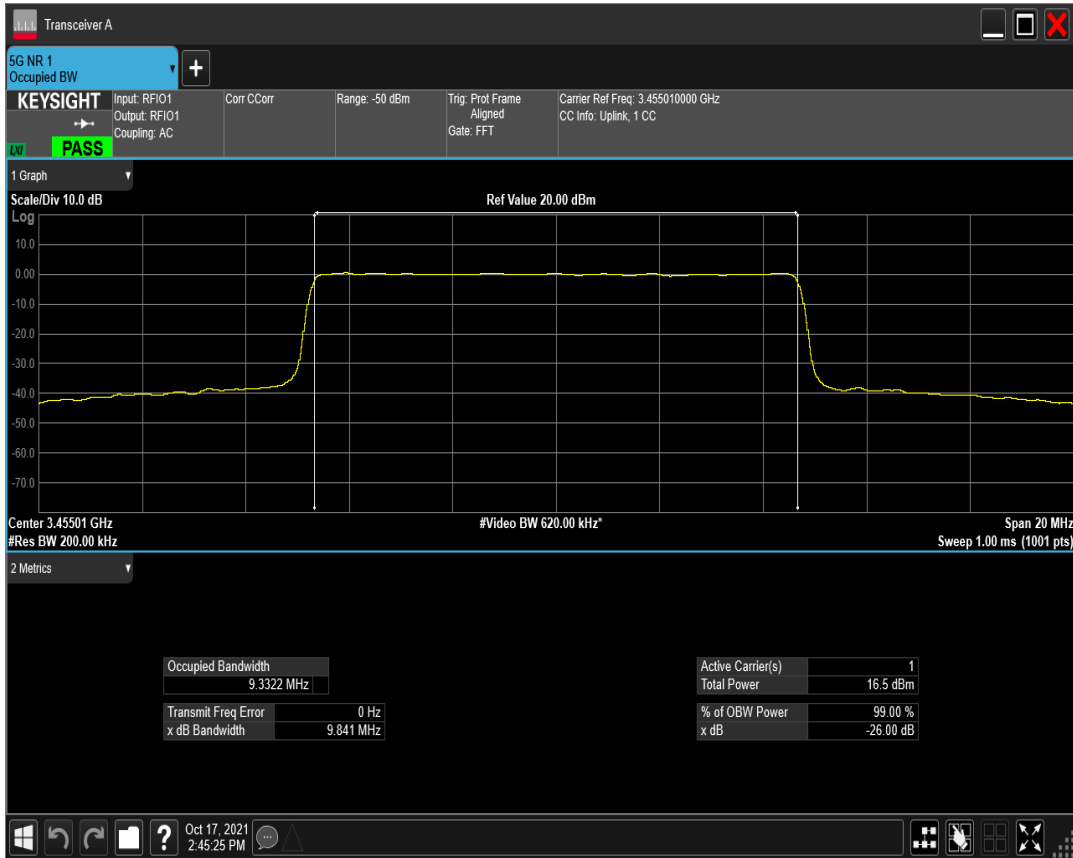 Transceiver A
5G NR 1
Occupied BW
KEYSIGHT
Input: RFIO1
Output: RFIO1
Coupling: AC
Corr CCorr
Range: -50 dBm
Trig: Prot Frame
Aligned
Gate: FFT
Carrier Ref Freq: 3.455010000 GHz
CC Info: Uplink, 1 CC
LXI
PASS
1 Graph
Scale/Div 10.0 dB
Ref Value 20.00 dBm
Log
10.0
0.00
-10.0
-20.0
-30.0
-40.0
-50.0
-60.0
-70.0
Center 3.45501 GHz
#Video BW 620.00 kHz*
Span 20 MHz
#Res BW 200.00 kHz
Sweep 1.00 ms (1001 pts)
2 Metrics
Occupied Bandwidth
9.3322 MHz
Transmit Freq Error 0 Hz
x dB Bandwidth 9.841 MHz
Active Carrier(s) 1
Total Power 16.5 dBm
% of OBW Power 99.00 %
x dB -26.00 dB
?
Oct 17, 2021
2:45:25 PM